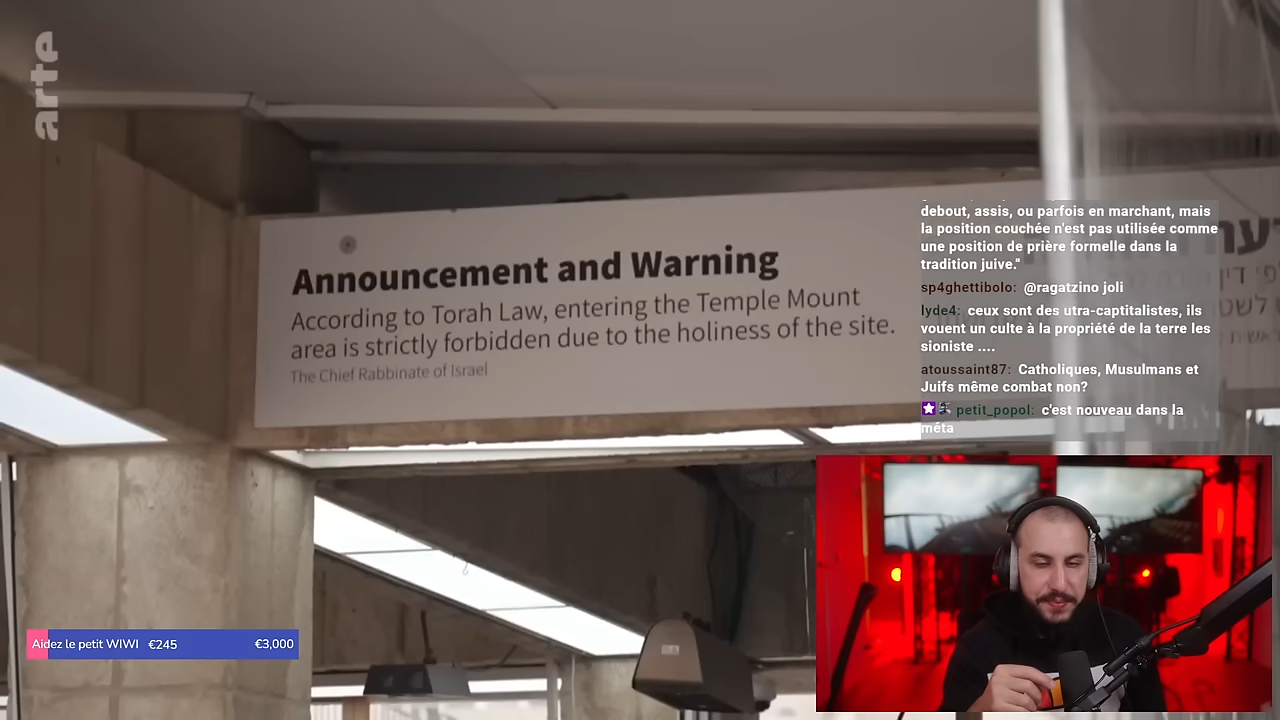 arte
Announcement and Warning
According to Torah Law, entering the Temple Mount
area is strictly forbidden due to the holiness of the site.
The Chief Rabbinate of Israel
debout, assis, ou parfois en marchant, mais
la position couchée n'est pas utilisée comme
une position de prière formelle dans la
tradition juive."
sp4ghettibolo: @ragatzino joli
lyde4: ceux sont des utra-captitalistes, ils
vouent un culte à la propriété de la terre les
sioniste ....
atoussaint87: Catholiques, Musulmans et
Juifs même combat non?
petit_popol: c'est nouveau dans la
méta
Aidez le petit WIWI €245 €3,000